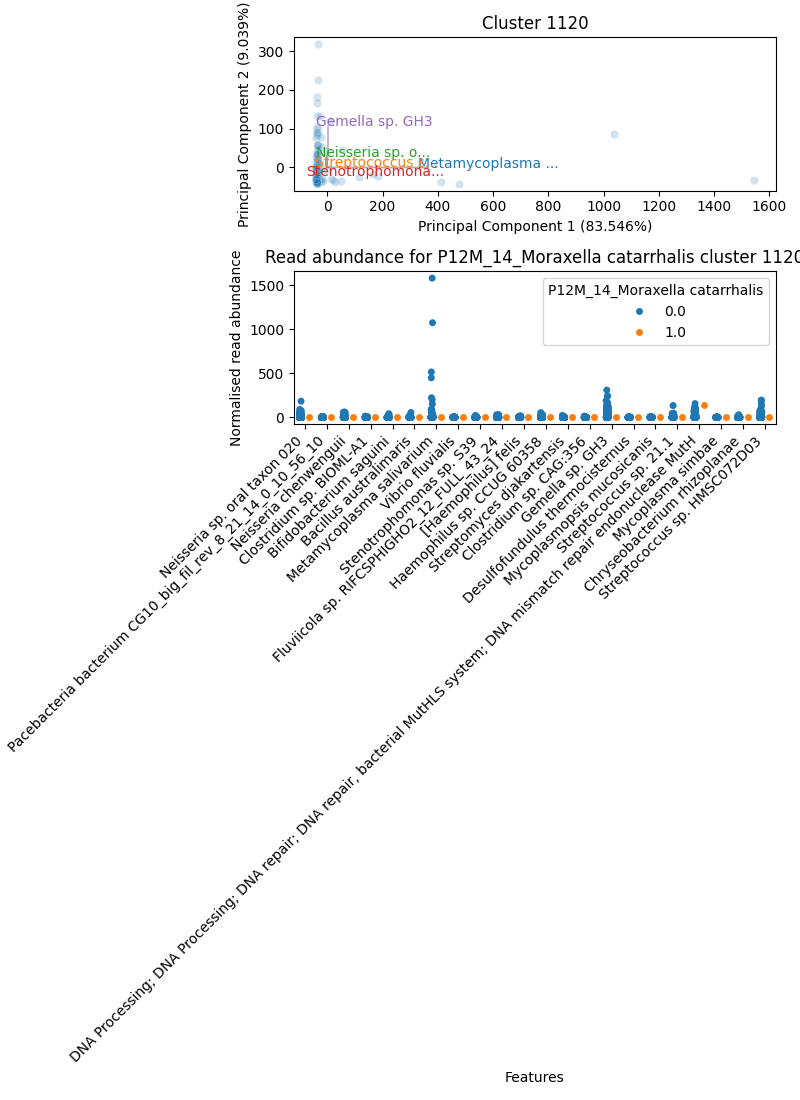 Cluster 1120
Principal Component 2 (9.039%)
300
200
100
0
Gemella sp. GH3
Neisseria sp. o...
Streptococcus
Metamycoplasma ...
Stenotrophomona...
0
200
400
600
800
1000
1200
1400
1600
Principal Component 1 (83.546%)
Read abundance for P12M_14_Moraxella catarrhalis cluster 1120
Normalised read abundance
1500
1000
500
0
P12M_14_Moraxella catarrhalis
0.0
1.0
Neisseria sp. oral taxon 020
Pacebacteria bacterium CG10_big_fil_rev_8_21_14_0_10_56_10
Neisseria chenwenguii
Clostridium sp. BIOML-A1
Bifidobacterium saguini
Bacillus australimaris
Metamycoplasma salivarium
Vibrio fluvialis
Stenotrophomonas sp. S39
Fluviicola sp. RIFCSPHIGHO2_12_FULL_43_24
[Haemophilus] felis
Haemophilus sp. CCUG 60358
Streptomyces djakartensis
Clostridium sp. CAG:356
Gemella sp. GH3
Desulfofundulus thermocisternus
Mycoplasmopsis mucosicanis
Streptococcus sp. 21.1
DNA Processing; DNA Processing; DNA repair; DNA repair, bacterial MutHLS system; DNA mismatch repair endonuclease MutH
Mycoplasma simbae
Chryseobacterium rhizoplanae
Streptococcus sp. HMSC072D03
Features